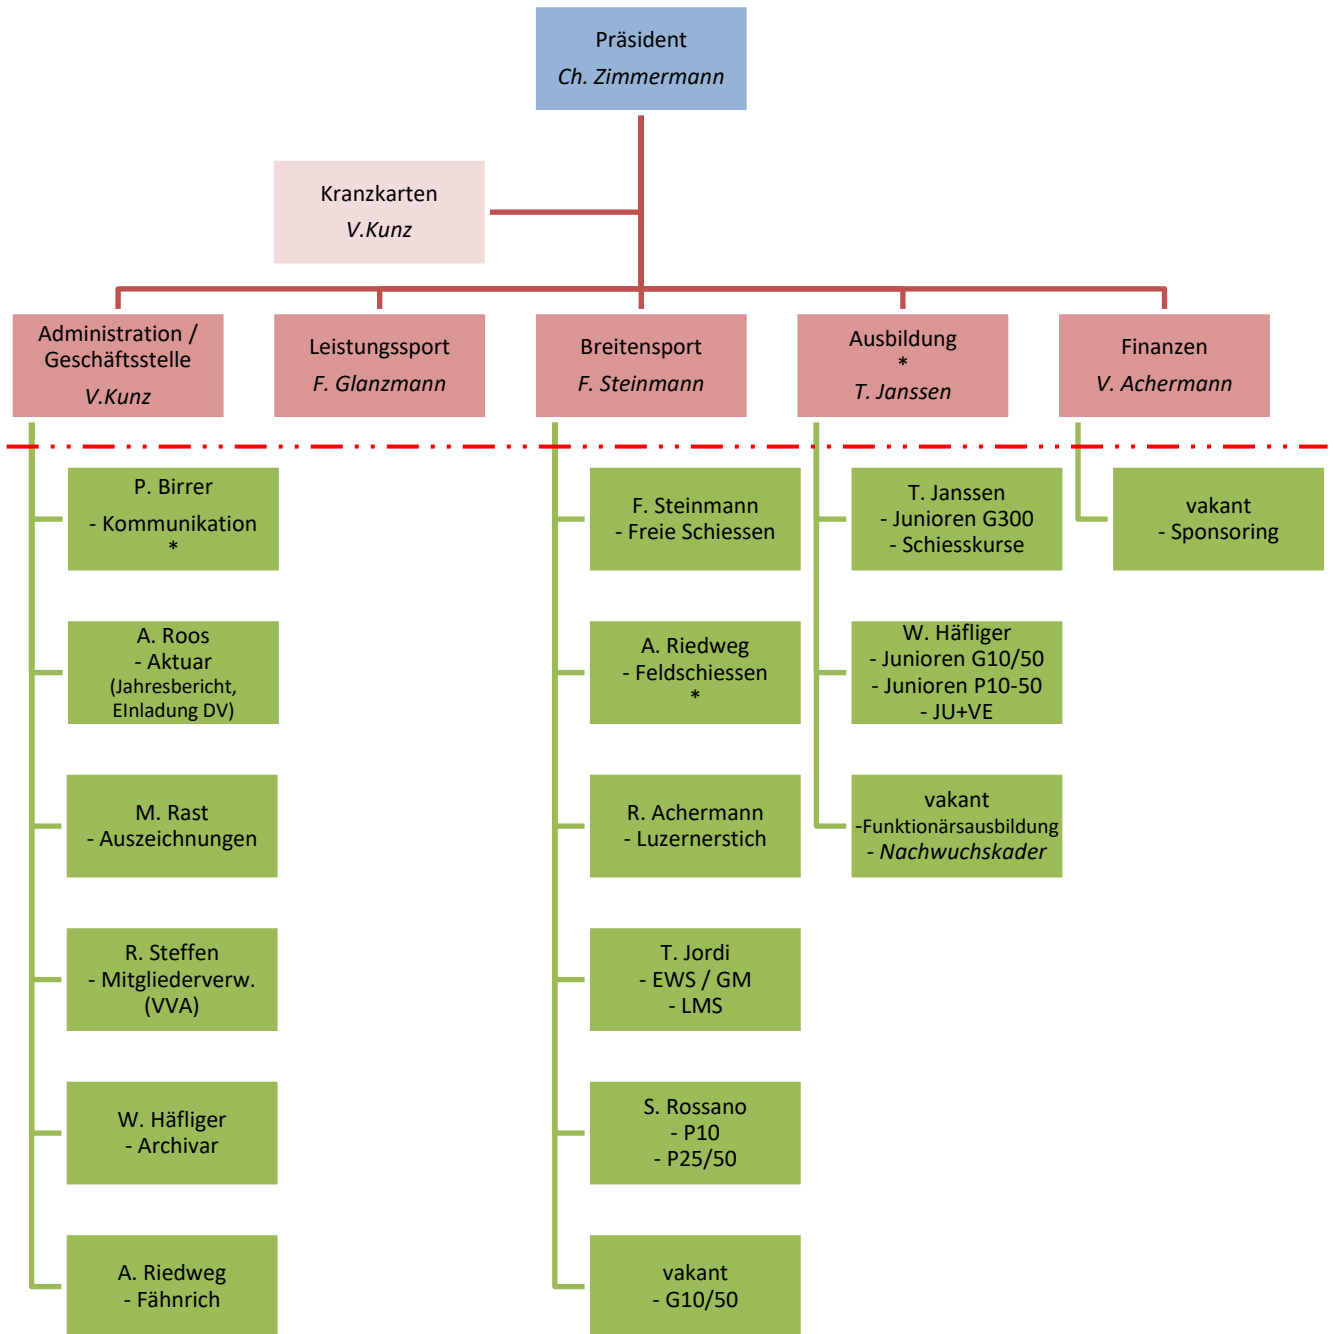 Präsident
Ch. Zimmermann
Kranzkarten
V.Kunz
Administration /
Geschäftsstelle
V.Kunz
Leistungssport
F. Glanzmann
Breitensport
F. Steinmann
Ausbildung
*
T. Janssen
Finanzen
V. Achermann
P. Birrer
- Kommunikation
*
A. Roos
- Aktuar
(Jahresbericht,
EInladung DV)
M. Rast
- Auszeichnungen
R. Steffen
- Mitgliederverw.
(VVA)
W. Häfliger
- Archivar
A. Riedweg
- Fähnrich
F. Steinmann
- Freie Schiessen
A. Riedweg
- Feldschiessen
*
R. Achermann
- Luzernerstich
T. Jordi
- EWS / GM
- LMS
S. Rossano
- P10
- P25/50
vakant
- G10/50
T. Janssen
- Junioren G300
- Schiesskurse
W. Häfliger
- Junioren G10/50
- Junioren P10-50
- JU+VE
vakant
-Funktionärsausbildung
- Nachwuchskader
vakant
- Sponsoring